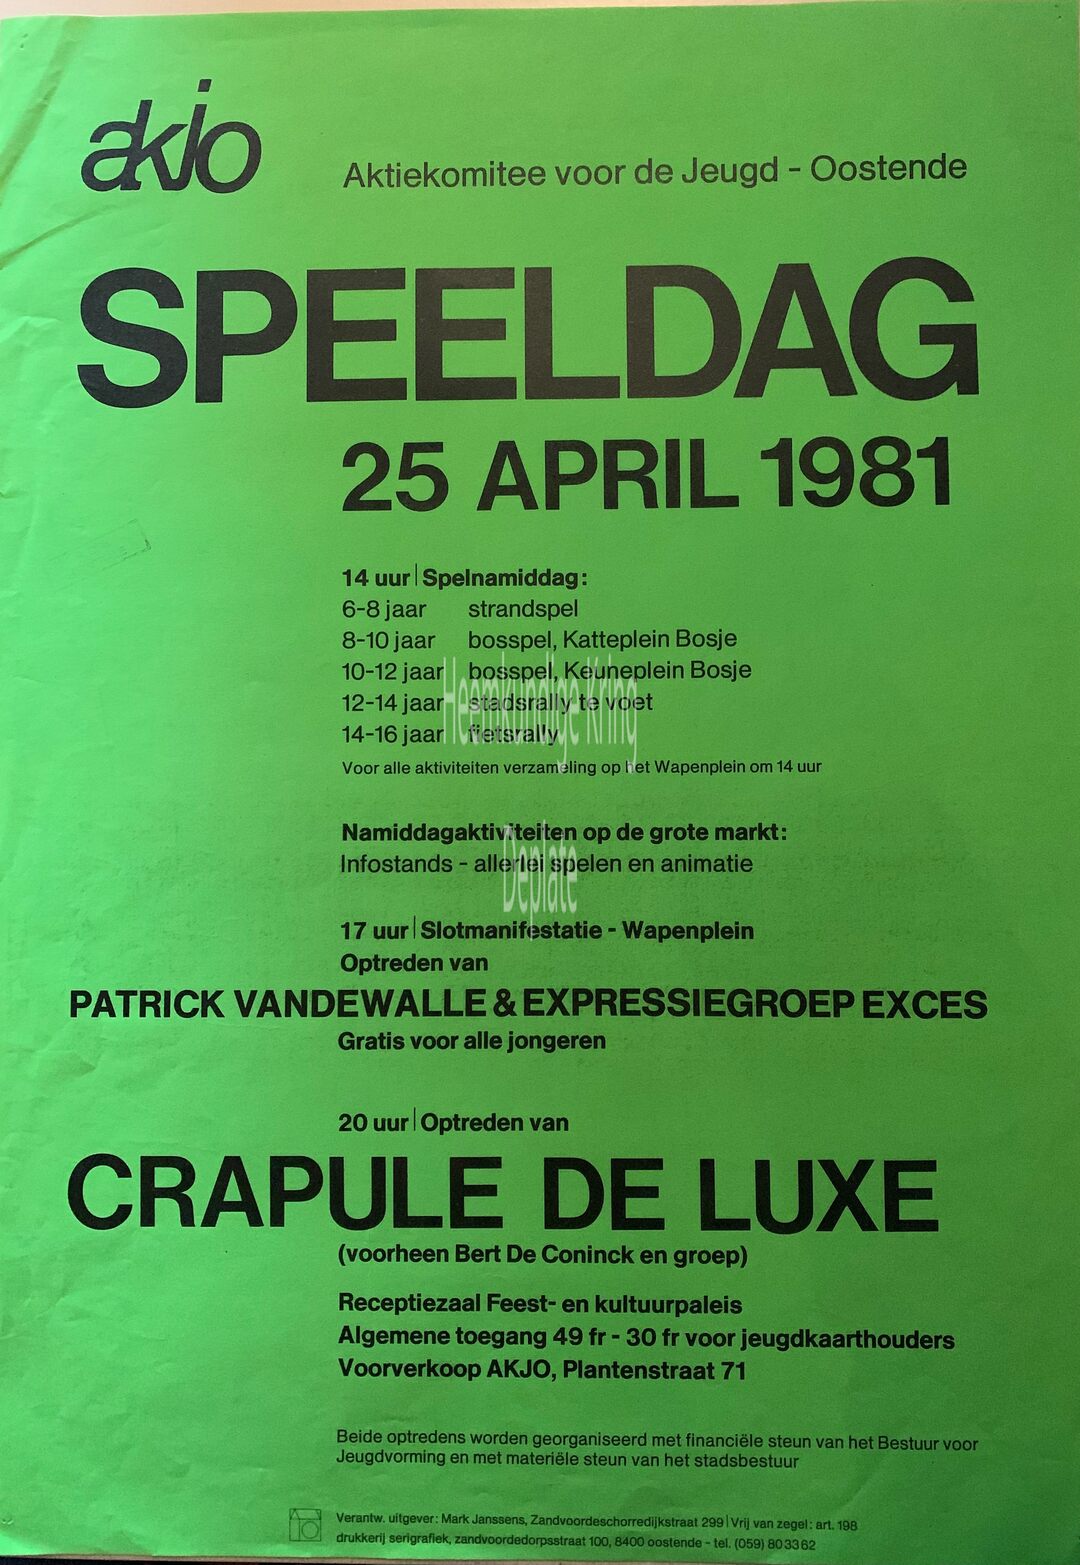 akjo
Aktiekomitee voor de Jeugd - Oostende
SPEELDAG
25 APRIL 1981
14 uur | Spelnamiddag:
6-8 jaar strandspel
8-10 jaar bosspel, Katteplein Bosje
10-12 jaar bosspel, Keuneplein Bosje
12-14 jaar stadsrally te voet
14-16 jaar fietsrally
Heemkundige Kring
Voor alle aktiviteiten verzameling op het Wapenplein om 14 uur
Namiddagaktiviteiten op de grote markt:
Infostands - allerlei spelen en animatie
Deplate
17 uur | Slotmanifestatie - Wapenplein
Optreden van
PATRICK VANDEWALLE & EXPRESSIEGROEP EXCES
Gratis voor alle jongeren
20 uur | Optreden van
CRAPULE DE LUXE
(voorheen Bert De Coninck en groep)
Receptiezaal Feest- en kultuurpaleis
Algemene toegang 49 fr - 30 fr voor jeugdkaarthouders
Voorverkoop AKJO, Plantenstraat 71
Beide optredens worden georganiseerd met financiële steun van het Bestuur voor
Jeugdvorming en met materiële steun van het stadsbestuur
Verantw. uitgever: Mark Janssens, Zandvoordeschorredijkstraat 299 | Vrij van zegel: art. 198
drukkerij serigrafiek, zandvoordedorpsstraat 100, 8400 oostende - tel. (059) 80 33 62